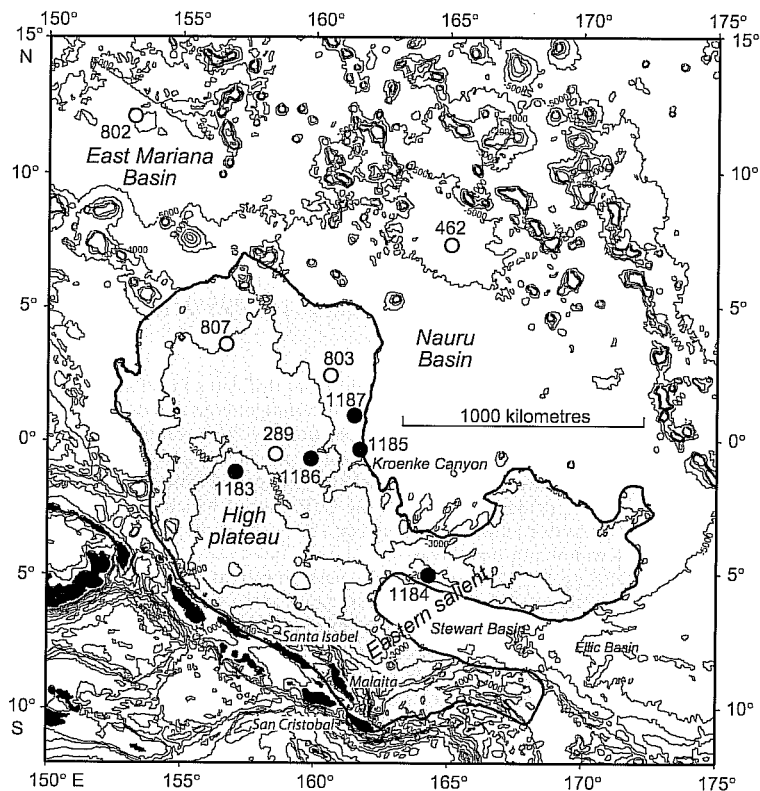 150° 155° 160° 165° 170° 175°
15° 15°
N
802
East Mariana
Basin
10° 10°
462
5° 5°
807
Nauru
Basin
803
1187
1000 kilometres
0° 0°
289
1185
Kroenke Canyon
1186
1183
High
plateau
-3000
5° 5°
1184
Eastern salient
Stewart Basin
Santa Isabel
Ellic Basin
Malaita
10° 10°
San Cristobal
S
150° E 155° 160° 165° 170° 175°